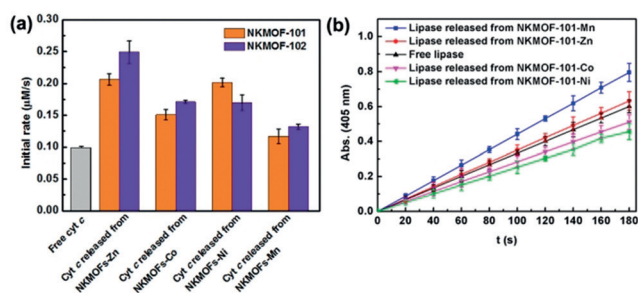 (a)
NKMOF-101
NKMOF-102
Initial rate (μM/s)
0.30
0.25
0.20
0.15
0.10
0.05
0.00
Free cyt c
Cyt c released from
NKMOFs-Zn
Cyt c released from
NKMOFs-Co
Cyt c released from
NKMOFs-Ni
Cyt c released from
NKMOFs-Mn
(b)
Lipase released from NKMOF-101-Mn
Lipase released from NKMOF-101-Zn
Free lipase
Lipase released from NKMOF-101-Co
Lipase released from NKMOF-101-Ni
Abs. (405 nm)
1.0
0.8
0.6
0.4
0.2
0.0
0 20 40 60 80 100 120 140 160 180
t (s)